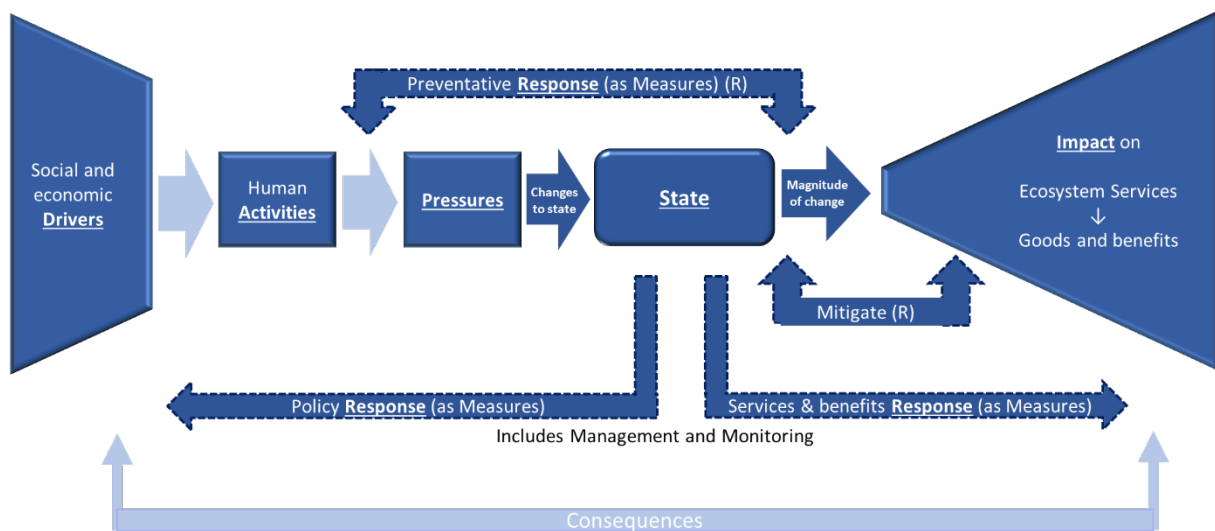 Preventative Response (as Measures) (R)
Social and
economic
Drivers
Human
Activities
Pressures
Changes
to state
State
Magnitude
of change
Impact on
Ecosystem Services
↓
Goods and benefits
Mitigate (R)
Policy Response (as Measures)
Services & benefits Response (as Measures)
Includes Management and Monitoring
Consequences